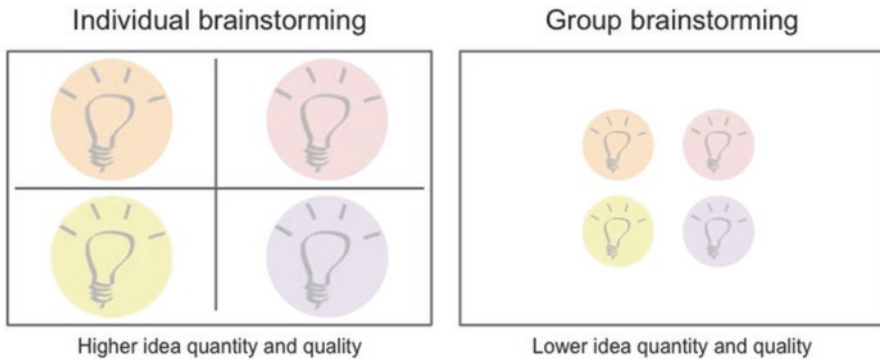 Individual brainstorming
Group brainstorming
Higher idea quantity and quality
Lower idea quantity and quality